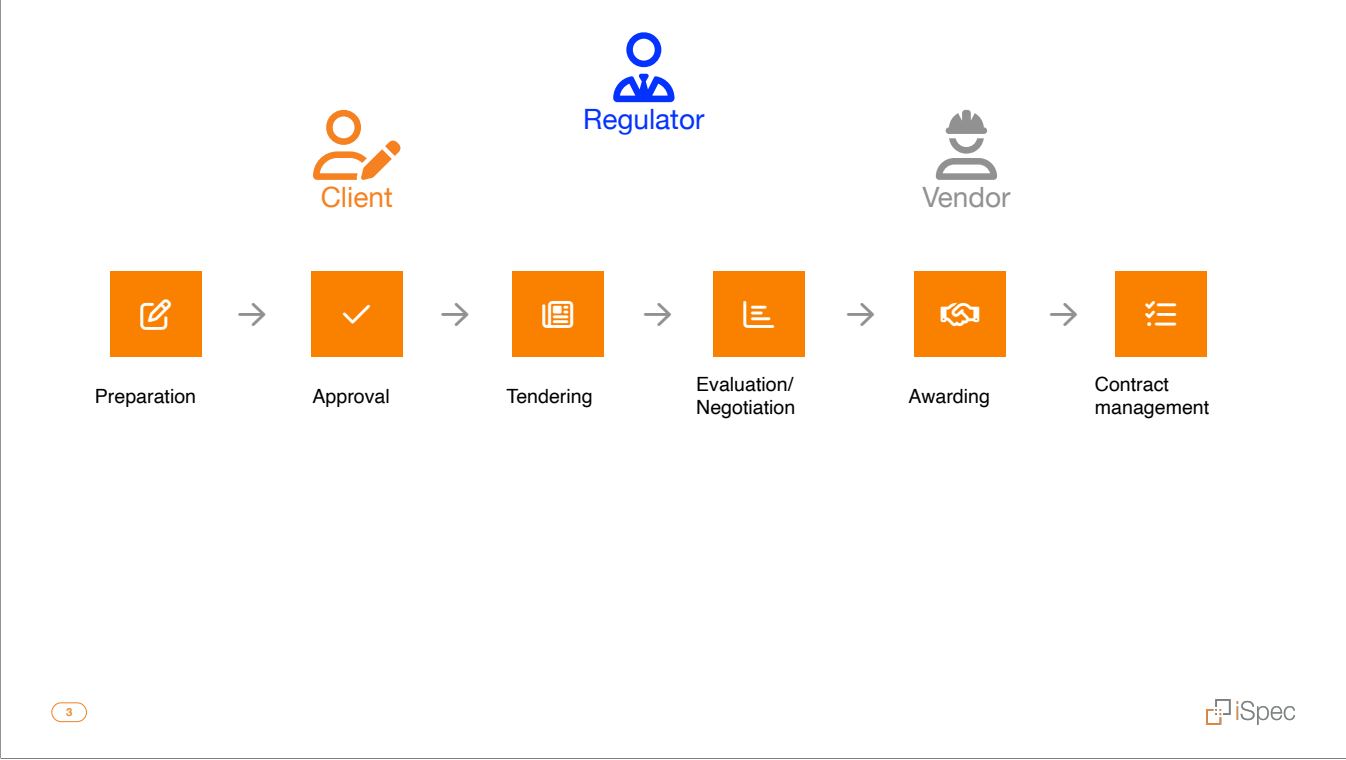 Regulator
Client
Vendor
Preparation
Approval
Tendering
Evaluation/
Negotiation
Awarding
Contract
management
3
iSpec